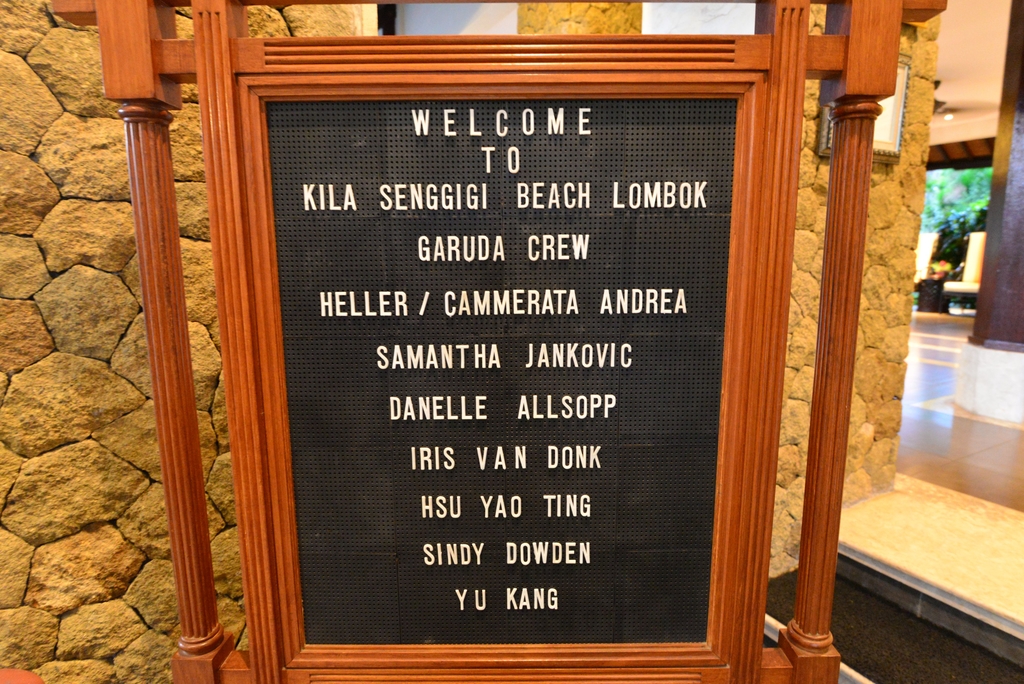 WELCOME
TO
KILA SENGGIGI BEACH LOMBOK
GARUDA CREW
HELLER / CAMMERATA ANDREA
SAMANTHA JANKOVIC
DANELLE ALLSOPP
IRIS VAN DONK
HSU YAO TING
SINDY DOWDEN
YU KANG